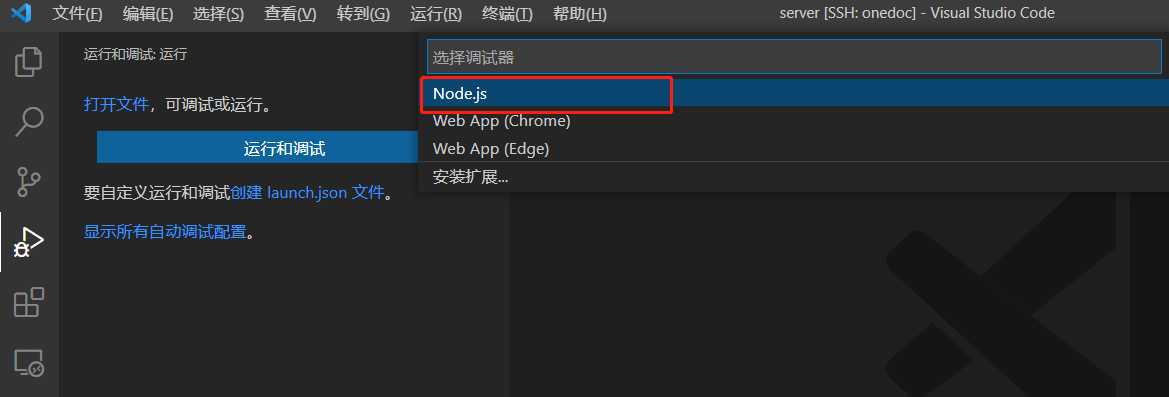 文件(F) 编辑(E) 选择(S) 查看(V) 转到(G) 运行(R) 终端(T) 帮助(H) server [SSH: onedoc] - Visual Studio Code
运行和调试: 运行
打开文件，可调试或运行。
运行和调试
要自定义运行和调试创建 launch.json 文件。
显示所有自动调试配置。
选择调试器
Node.js
Web App (Chrome)
Web App (Edge)
安装扩展...